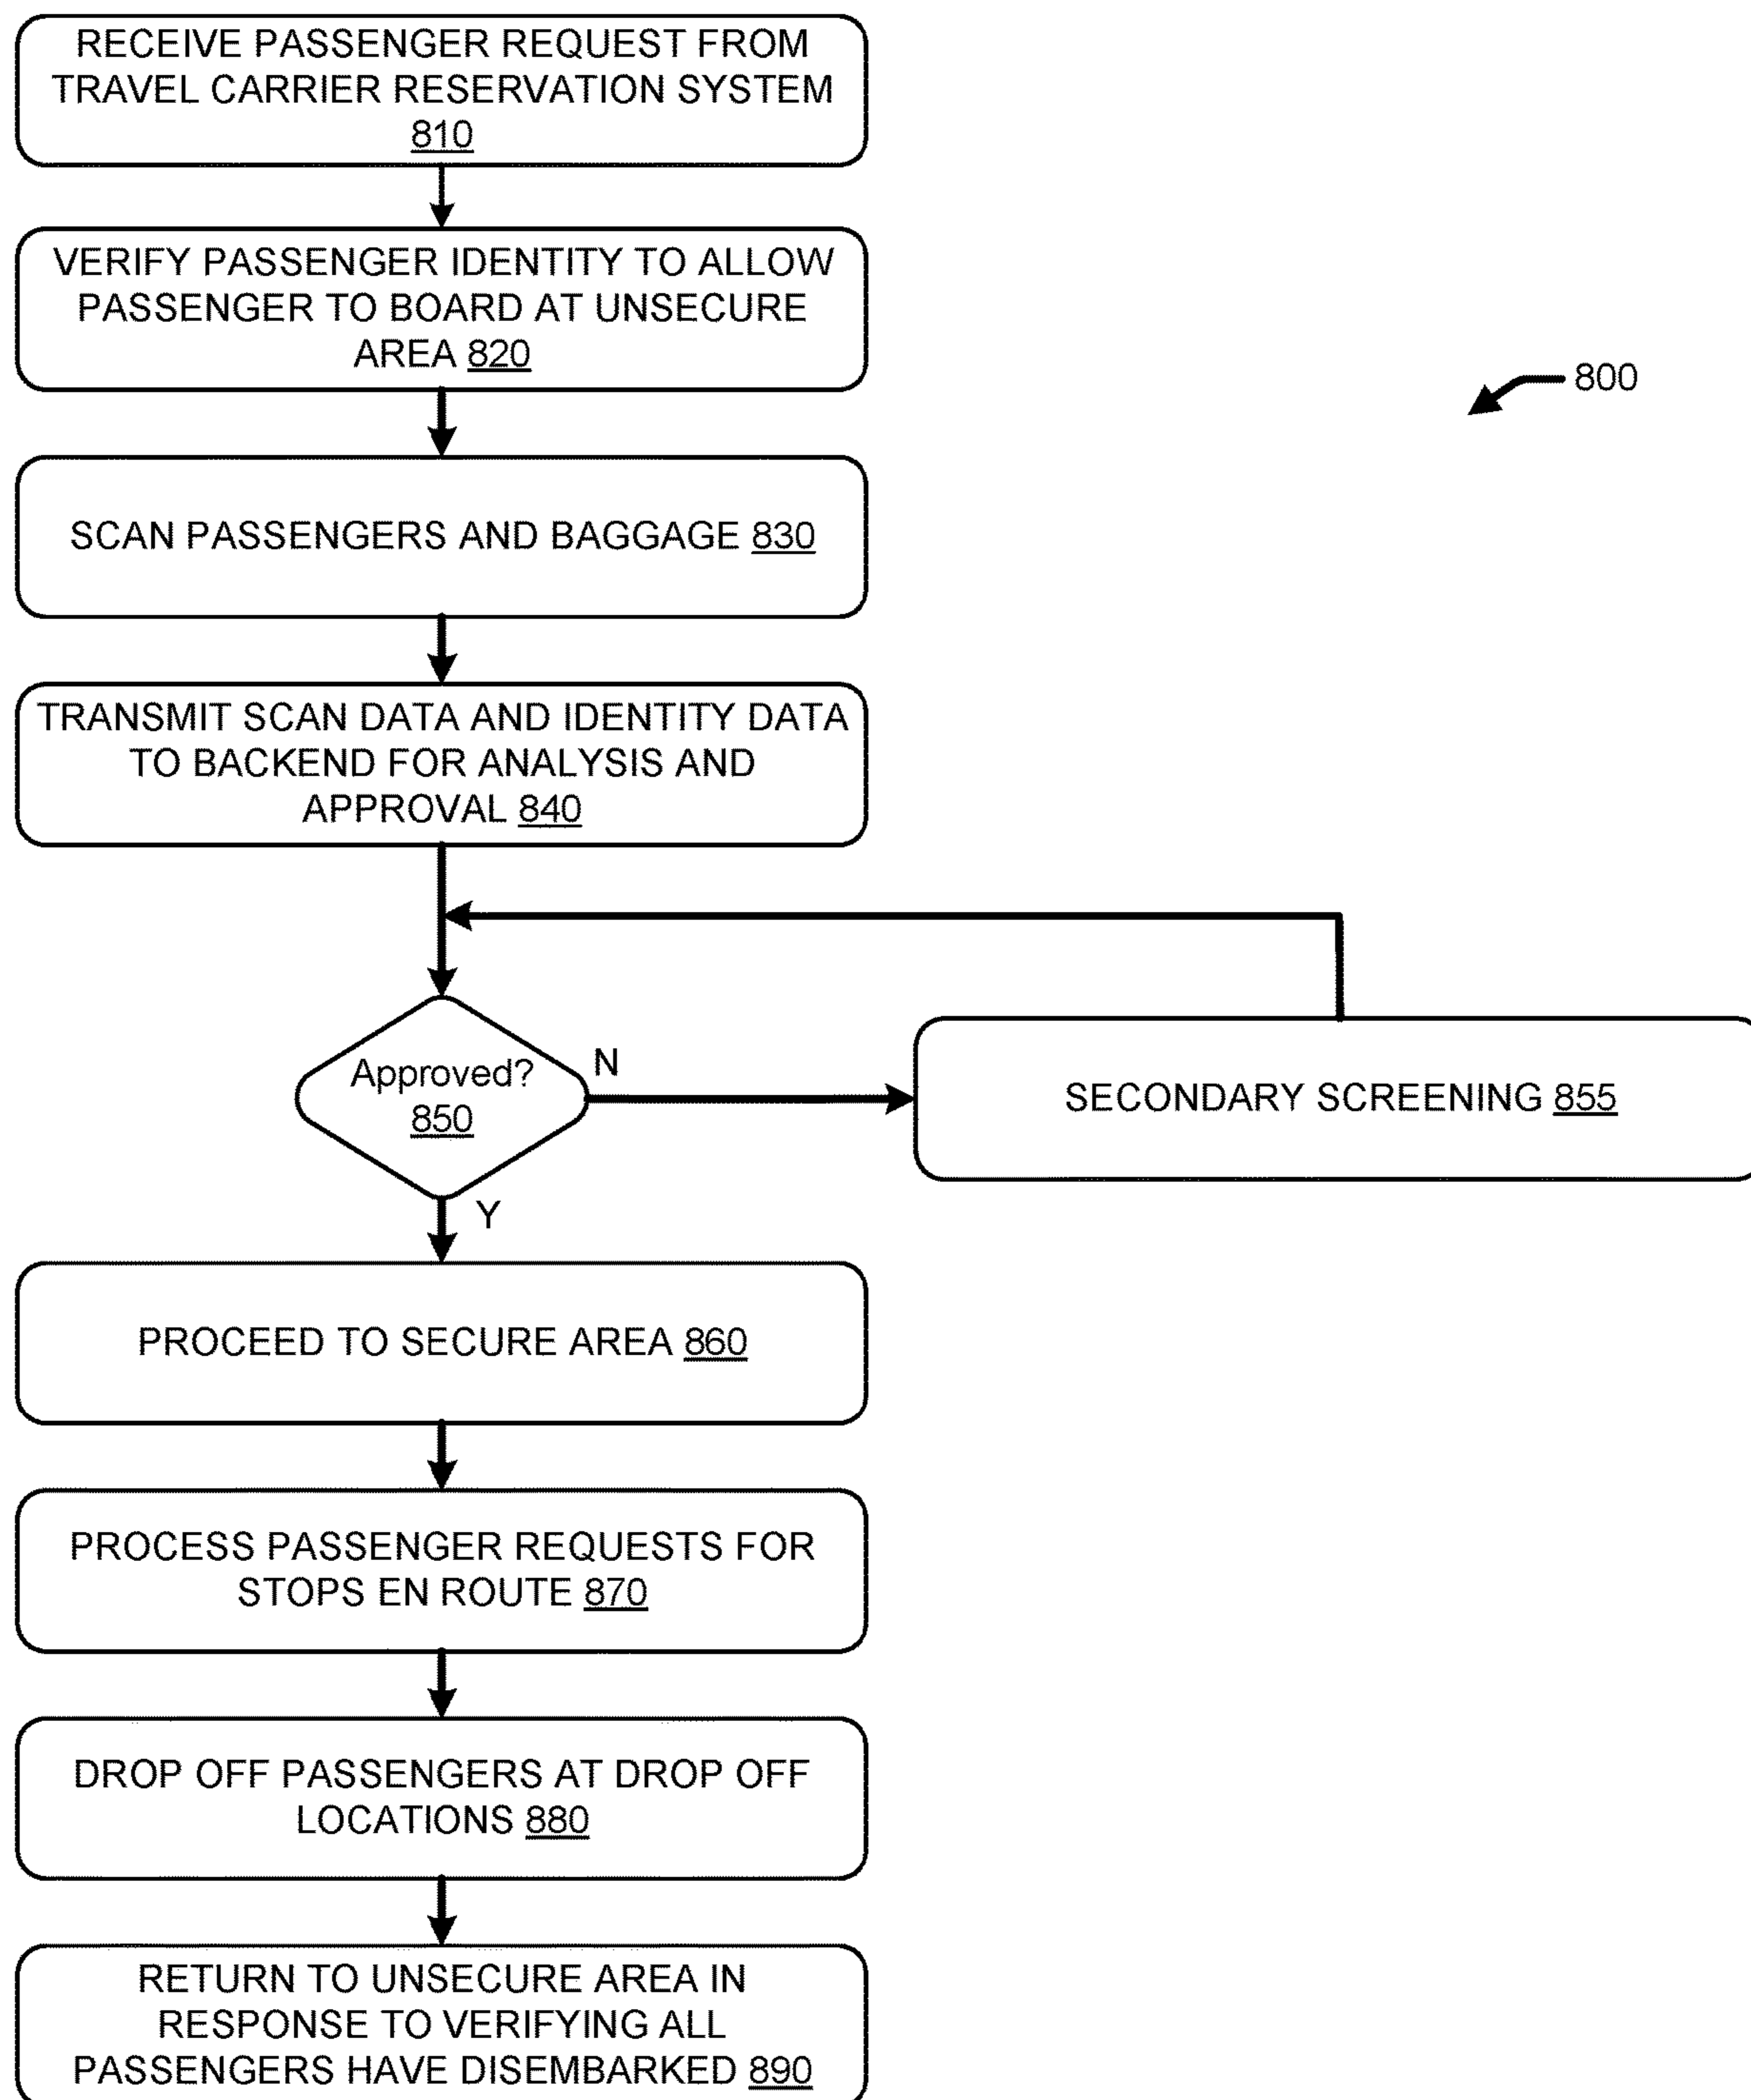 RECEIVE PASSENGER REQUEST FROM
TRAVEL CARRIER RESERVATION SYSTEM
810
VERIFY PASSENGER IDENTITY TO ALLOW
PASSENGER TO BOARD AT UNSECURE
AREA 820
800
SCAN PASSENGERS AND BAGGAGE 830
TRANSMIT SCAN DATA AND IDENTITY DATA
TO BACKEND FOR ANALYSIS AND
APPROVAL 840
Approved?
850
N
SECONDARY SCREENING 855
Y
PROCEED TO SECURE AREA 860
PROCESS PASSENGER REQUESTS FOR
STOPS EN ROUTE 870
DROP OFF PASSENGERS AT DROP OFF
LOCATIONS 880
RETURN TO UNSECURE AREA IN
RESPONSE TO VERIFYING ALL
PASSENGERS HAVE DISEMBARKED 890